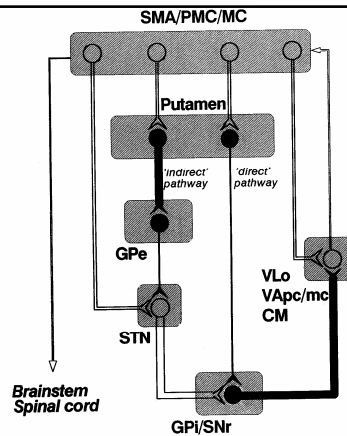 SMA/PMC/MC
Putamen
'indirect'
pathway
'direct'
pathway
GPe
VLo
VApc/mc
CM
STN
Brainstem
Spinal cord
GPi/SNr